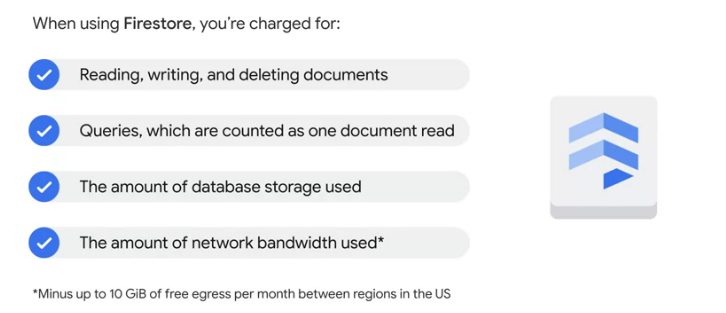 When using Firestore, you’re charged for:
Reading, writing, and deleting documents
Queries, which are counted as one document read
The amount of database storage used
The amount of network bandwidth used*
*Minus up to 10 GiB of free egress per month between regions in the US